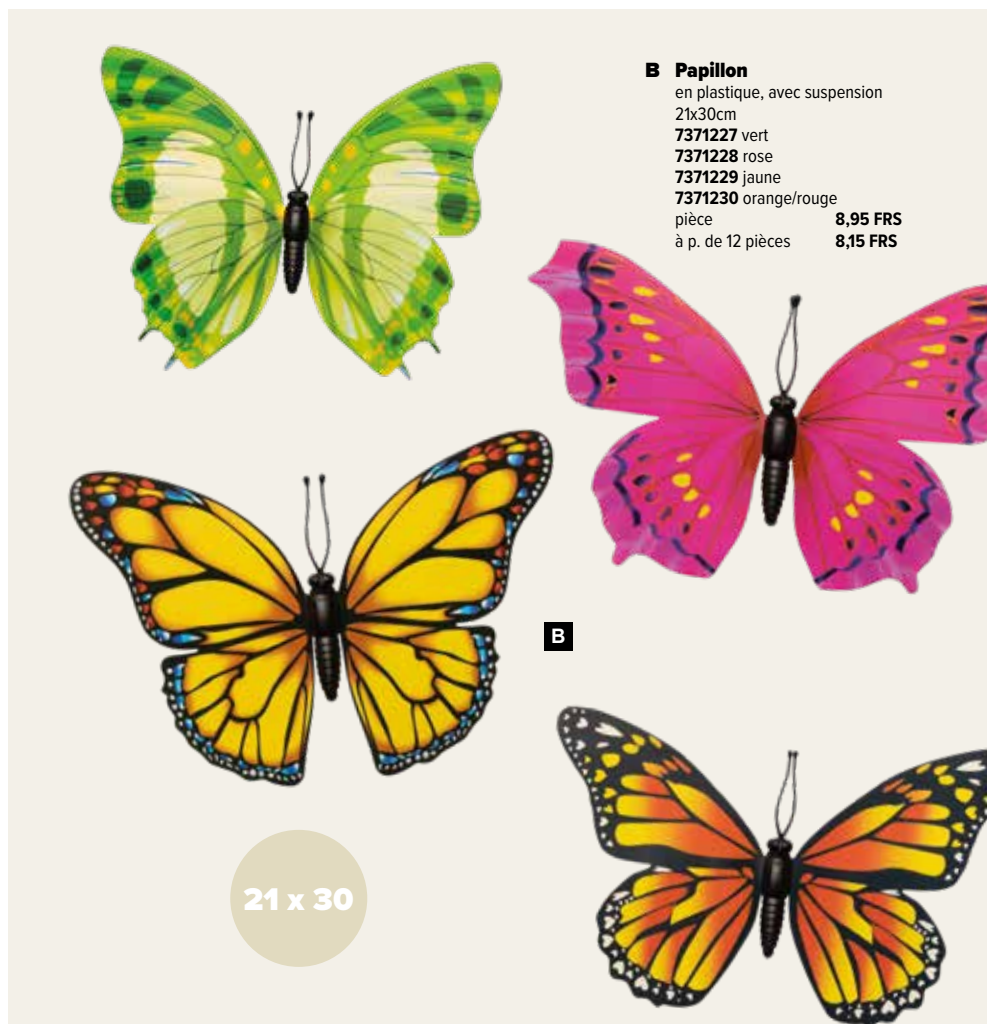 B Papillon
en plastique, avec suspension
21x30cm
7371227 vert
7371228 rose
7371229 jaune
7371230 orange/rouge
pièce 8,95 FRS
à p. de 12 pièces 8,15 FRS
B
21 x 30